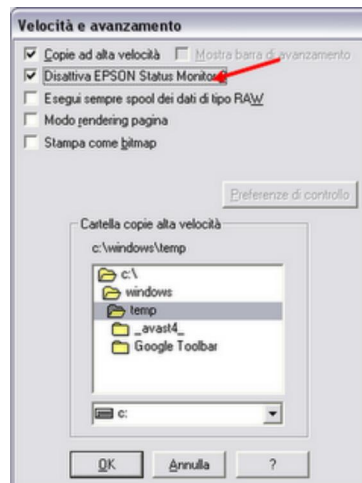 Velocità e avanzamento
Copie ad alta velocità Mostra barra di avanzamento
Disattiva EPSON Status Monitor
Esegui sempre spool dei dati di tipo RAW
Modo rendering pagina
Stampa come bitmap
Preferenze di controllo
Cartella copie alta velocità
c:\windows\temp
c:\
windows
temp
_avast4_
Google Toolbar
c:
OK Annulla ?